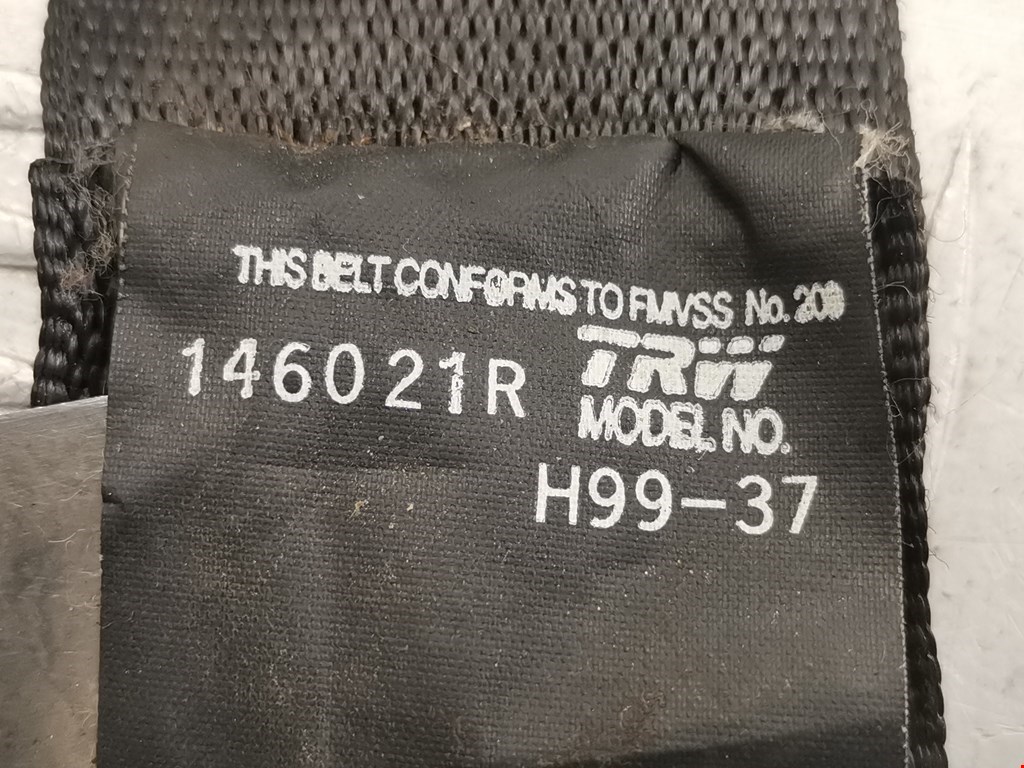 THIS BELT CONFORMS TO FMVSS No. 209
146021R TRW
MODEL NO.
H99-37